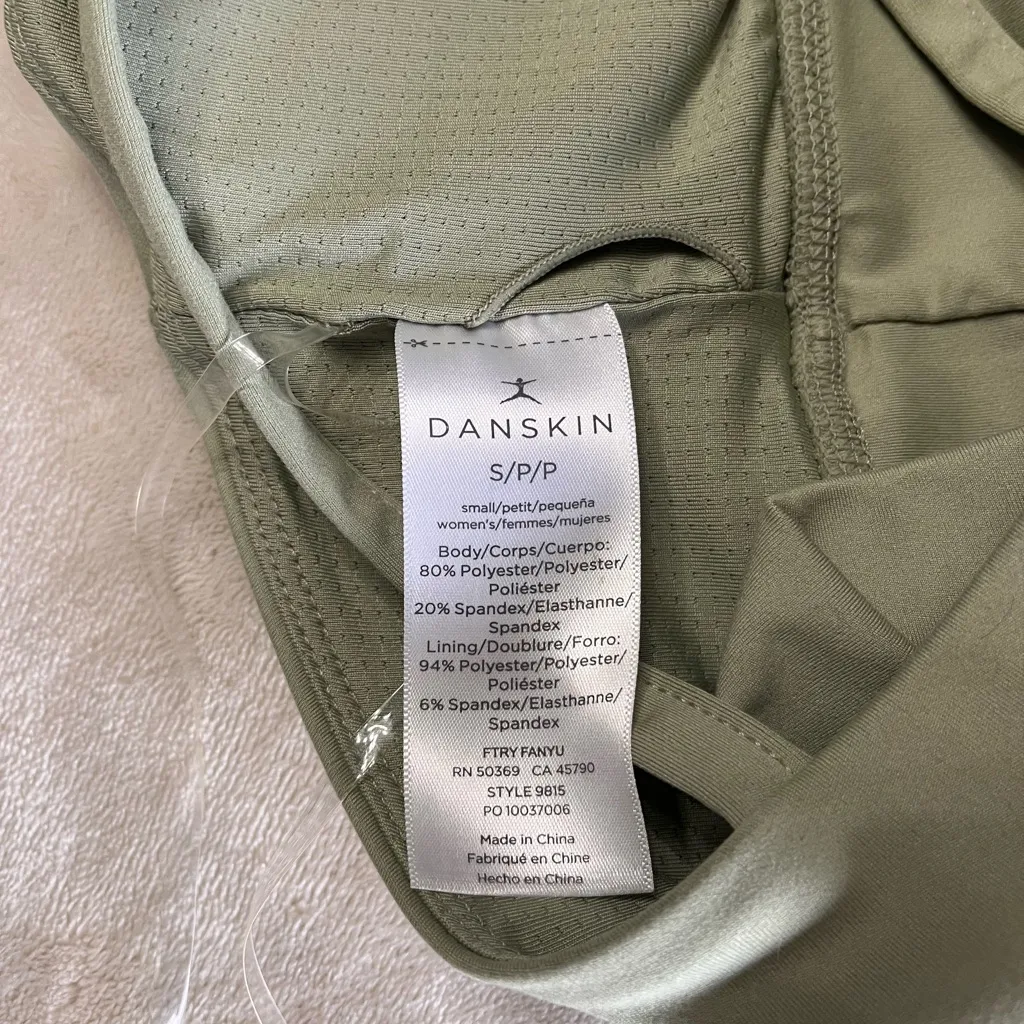 DANSKIN
S/P/P
small/petit/pequeña
women's/femmes/mujeres
Body/Corps/Cuerpo:
80% Polyester/Polyester/
Poliéster
20% Spandex/Elasthanne/
Spandex
Lining/Doublure/Forro:
94% Polyester/Polyester/
Poliéster
6% Spandex/Elasthanne/
Spandex
FTRY FANYU
RN 50369 CA 45790
STYLE 9815
PO 10037006
Made in China
Fabriqué en Chine
Hecho en China